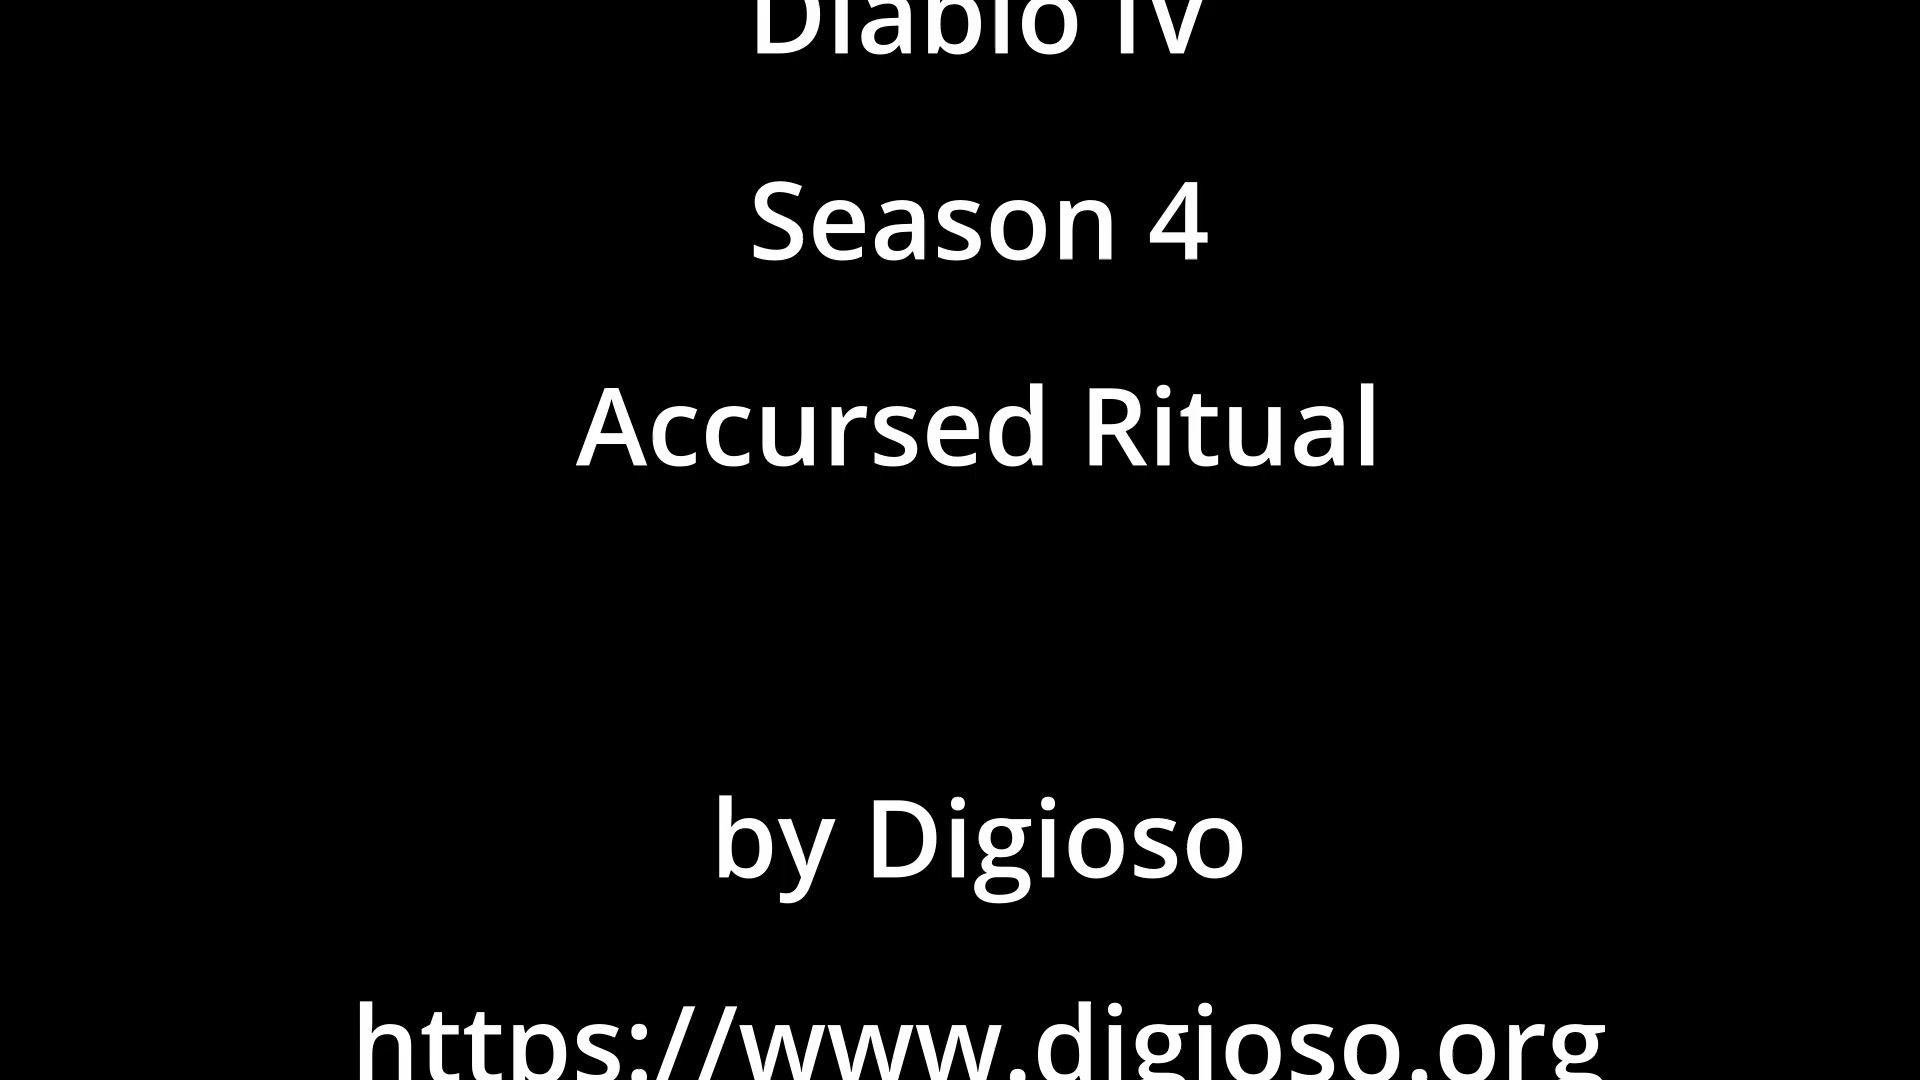 Diablo IV
Season 4
Accursed Ritual
by Digioso
https://www.digioso.org